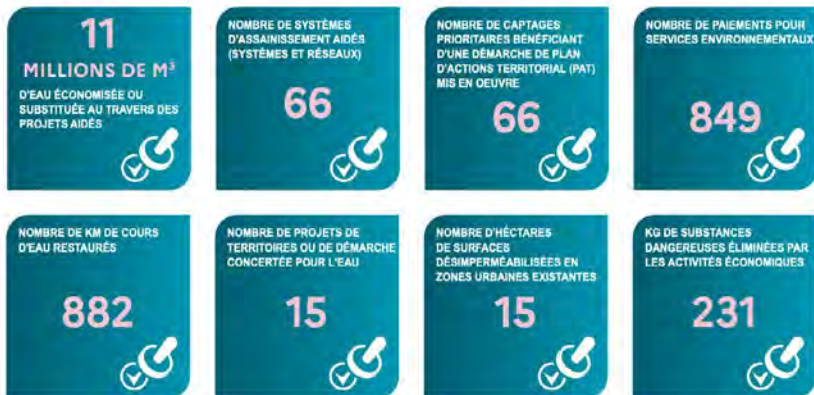 11
MILLIONS DE M³
D'EAU ÉCONOMISÉE OU
SUBSTITUÉE AU TRAVERS DES
PROJETS AIDÉS
NOMBRE DE SYSTÈMES
D'ASSAINISSEMENT AIDÉS
(SYSTÈMES ET RÉSEAUX)
66
NOMBRE DE CAPTAGES
PRIORITAIRES BÉNÉFICIANT
D'UNE DÉMARCHE DE PLAN
D'ACTIONS TERRITORIAL (PAT)
MIS EN OEUVRE
66
NOMBRE DE PAIEMENTS POUR
SERVICES ENVIRONNEMENTAUX
849
NOMBRE DE KM DE COURS
D'EAU RESTAURÉS
882
NOMBRE DE PROJETS DE
TERRITOIRES OU DE DÉMARCHE
CONCERTÉE POUR L'EAU
15
NOMBRE D'HÉCTARES
DE SURFACES
DÉSIMPERMÉABILISÉES EN
ZONES URBAINES EXISTANTES
15
KG DE SUBSTANCES
DANGEREUSES ÉLIMINÉES PAR
LES ACTIVITÉS ÉCONOMIQUES
231